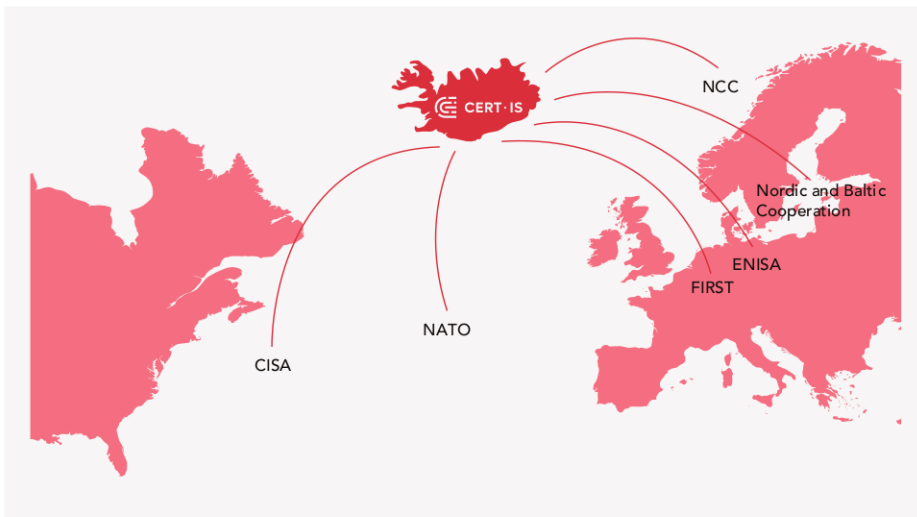 NCC
CERT·IS
Nordic and Baltic
Cooperation
ENISA
FIRST
NATO
CISA